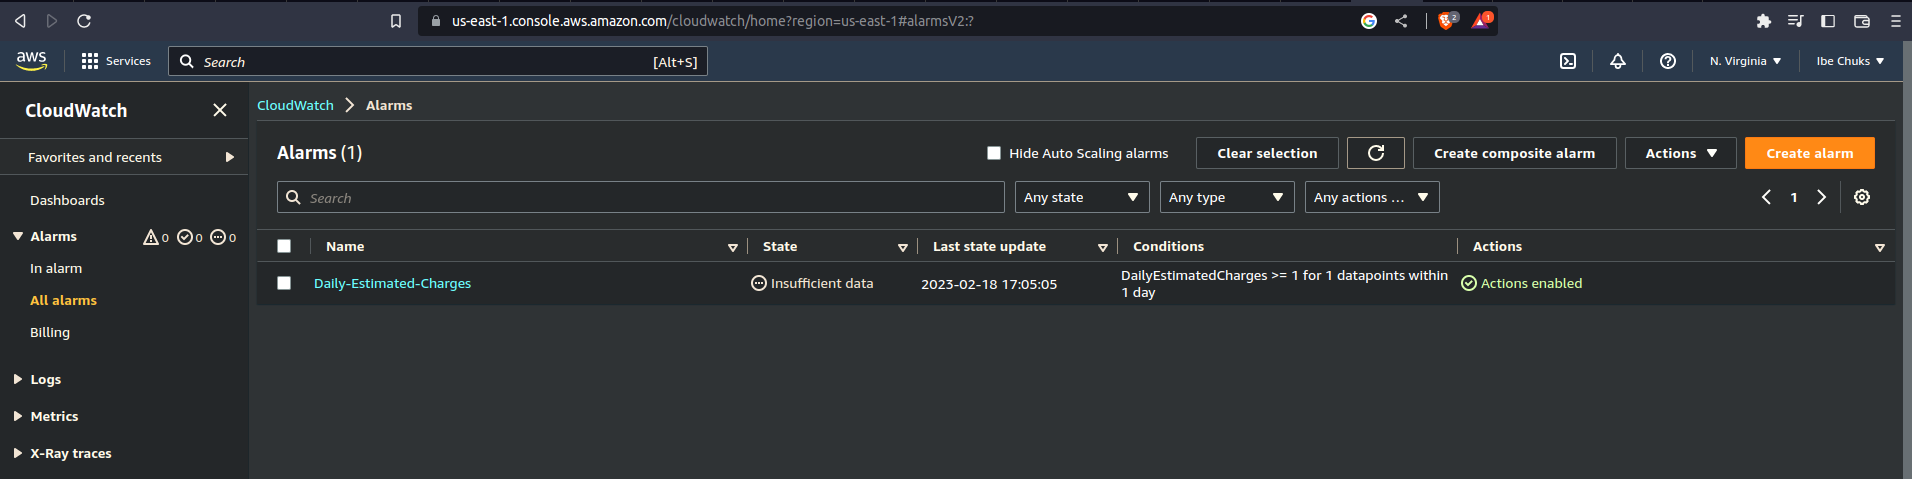 us-east-1.console.aws.amazon.com/cloudwatch/home?region=us-east-1#alarmsV2:?
2
1
aws
Services
Search
[Alt+S]
N. Virginia
Ibe Chuks
CloudWatch
Favorites and recents
Dashboards
Alarms
0
0
0
In alarm
All alarms
Billing
Logs
Metrics
X-Ray traces
CloudWatch > Alarms
Alarms (1)
Hide Auto Scaling alarms
Clear selection
Create composite alarm
Actions
Create alarm
Search
Any state
Any type
Any actions ...
1
Name
State
Last state update
Conditions
Actions
Daily-Estimated-Charges
Insufficient data
2023-02-18 17:05:05
DailyEstimatedCharges >= 1 for 1 datapoints within
1 day
Actions enabled